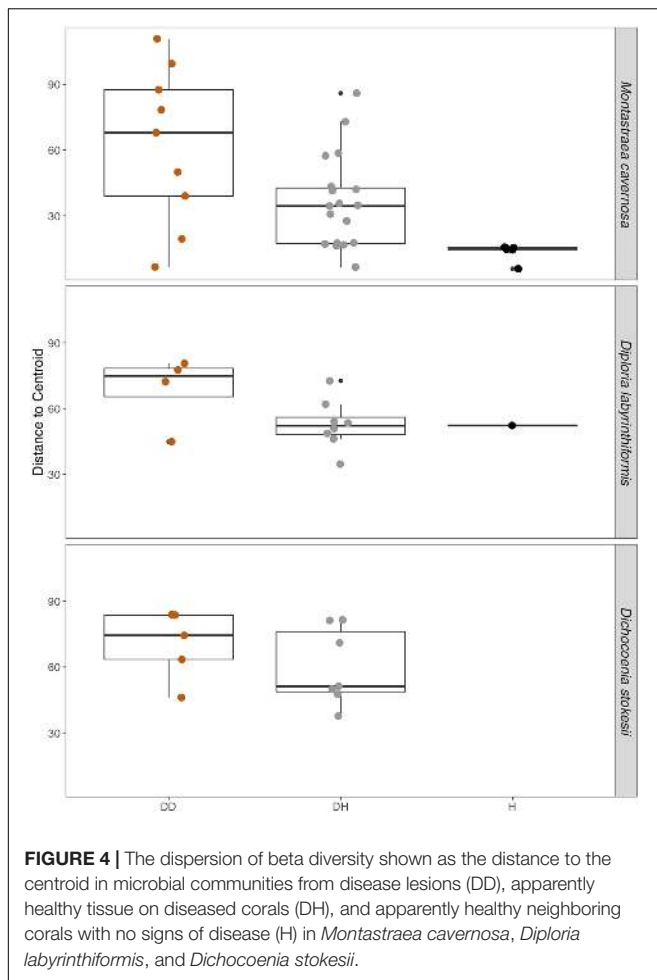 90
60
30
Montastraea cavernosa
Distance to Centroid
90
60
30
Diploria labyrinthiformis
90
60
30
Dichocoenia stokesii
DD DH H
FIGURE 4 | The dispersion of beta diversity shown as the distance to the
centroid in microbial communities from disease lesions (DD), apparently
healthy tissue on diseased corals (DH), and apparently healthy neighboring
corals with no signs of disease (H) in Montastraea cavernosa, Diploria
labyrinthiformis, and Dichocoenia stokesii.